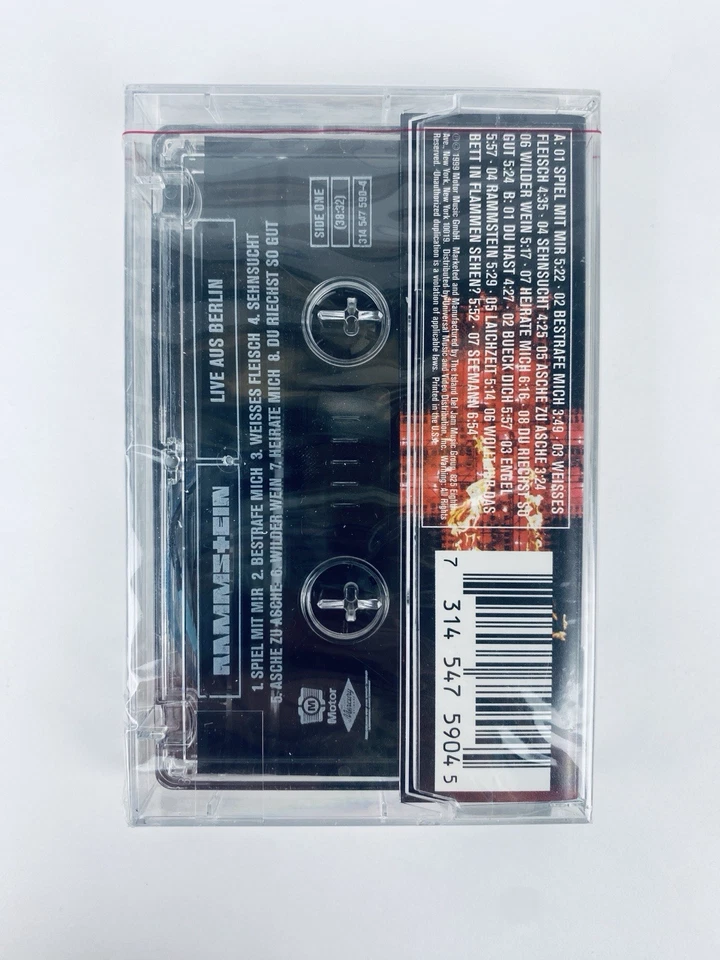 A: 01 SPIEL MIT MIR 5:22 · 02 BESTRAFE MICH 3:49 · 03 WEISSES
FLEISCH 4:35 · 04 SEHNSUCHT 4:25 · 05 ASCHE ZU ASCHE 3:24
06 WILDER WEIN 5:17 · 07 HEIRATE MICH 6:16 · 08 DU RIECHST SO
GUT 5:24 B: 01 DU HAST 4:27 · 02 BUECK DICH 5:57 · 03 ENGEL
5:57 · 04 RAMMSTEIN 5:29 · 05 LAICHZEIT 5:14 · 06 WOLLT IHR DAS
BETT IN FLAMMEN SEHEN? 5:52 · 07 SEEMANN 6:54
1999 Motor Music GmbH. Marketed and Manufactured by The Island Def Jam Music Group, 825 Eighth
Ave., New York, New York 10019. Distributed by Universal Music and Video Distribution, Inc. Warning: All Rights
Reserved. Unauthorized duplication is a violation of applicable laws. Printed in the U.S.A.
7 314 547 5904 5
RAMMSTEIN LIVE AUS BERLIN
1. SPIEL MIT MIR 2. BESTRAFE MICH 3. WEISSES FLEISCH 4. SEHNSUCHT
5. ASCHE ZU ASCHE 6. WILDER WEIN 7. HEIRATE MICH 8. DU RIECHST SO GUT
SIDE ONE
(38:32)
314 547 590-4
M
Motor
Mercury